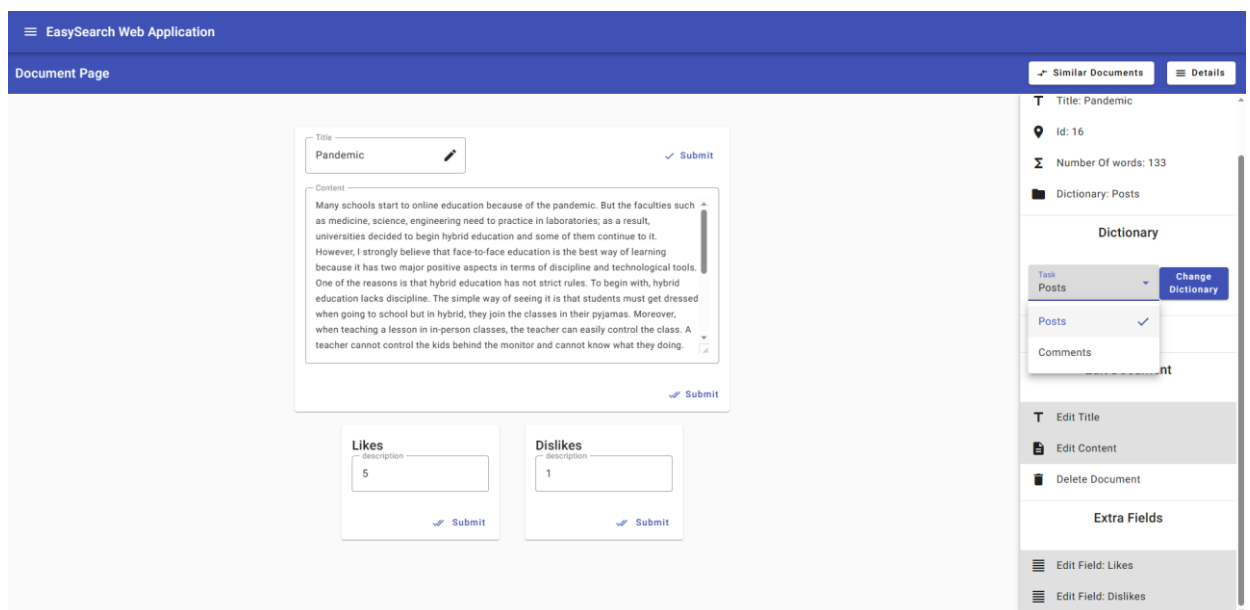 EasySearch Web Application
Document Page
Similar Documents
Details
Title
Pandemic
Submit
Content
Many schools start to online education because of the pandemic. But the faculties such
as medicine, science, engineering need to practice in laboratories; as a result,
universities decided to begin hybrid education and some of them continue to it.
However, I strongly believe that face-to-face education is the best way of learning
because it has two major positive aspects in terms of discipline and technological tools.
One of the reasons is that hybrid education has not strict rules. To begin with, hybrid
education lacks discipline. The simple way of seeing it is that students must get dressed
when going to school but in hybrid, they join the classes in their pyjamas. Moreover,
when teaching a lesson in in-person classes, the teacher can easily control the class. A
teacher cannot control the kids behind the monitor and cannot know what they doing.
Submit
Likes
description
5
Submit
Dislikes
description
1
Submit
Title: Pandemic
Id: 16
Number Of words: 133
Dictionary: Posts
Dictionary
Task
Posts
Change
Dictionary
Posts
Comments
Edit Title
Edit Content
Delete Document
Extra Fields
Edit Field: Likes
Edit Field: Dislikes